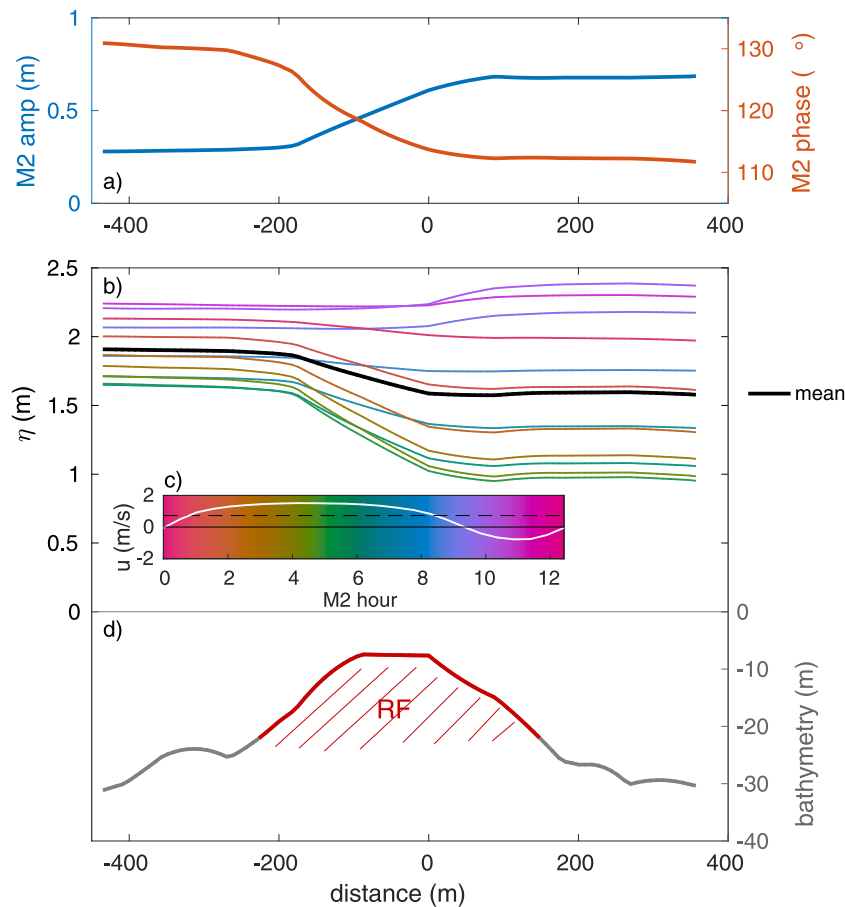 1
0.5
0
M2 amp (m)
130
120
110
M2 phase ( °)
a)
-400 -200 0 200 400
b)
2.5
2
1.5
1
0.5
0
η (m)
mean
c)
2
0
-2
u (m/s)
0 2 4 6 8 10 12
M2 hour
d)
RF
0
-10
-20
-30
-40
bathymetry (m)
-400 -200 0 200 400
distance (m)